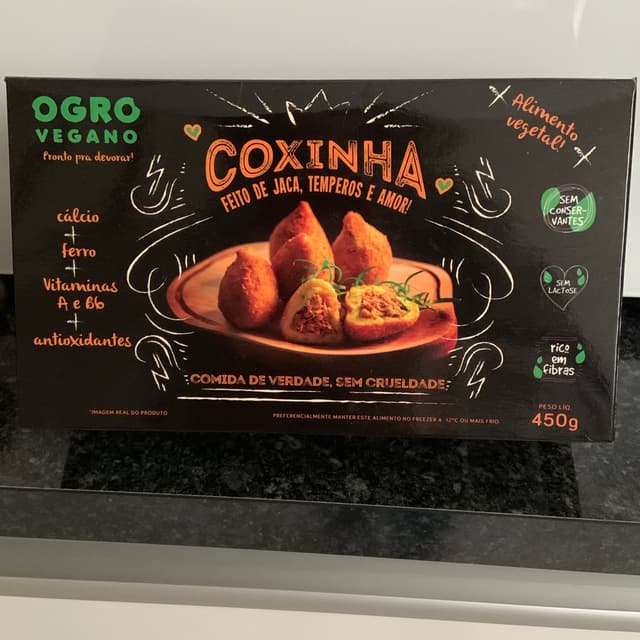 OGRO
VEGANO
Pronto pra devorar!
COXINHA
FEITO DE JACA, TEMPEROS E AMOR!
Alimento
vegetal!
cálcio
+
ferro
+
Vitaminas
A e B6
+
antioxidantes
SEM
CONSER-
VANTES
SEM
LACTOSE
rico
em
fibras
COMIDA DE VERDADE, SEM CRUELDADE
*IMAGEM REAL DO PRODUTO
PREFERENCIALMENTE MANTER ESTE ALIMENTO NO FREEZER A -12°C OU MAIS FRIO.
PESO LÍQ.
450g